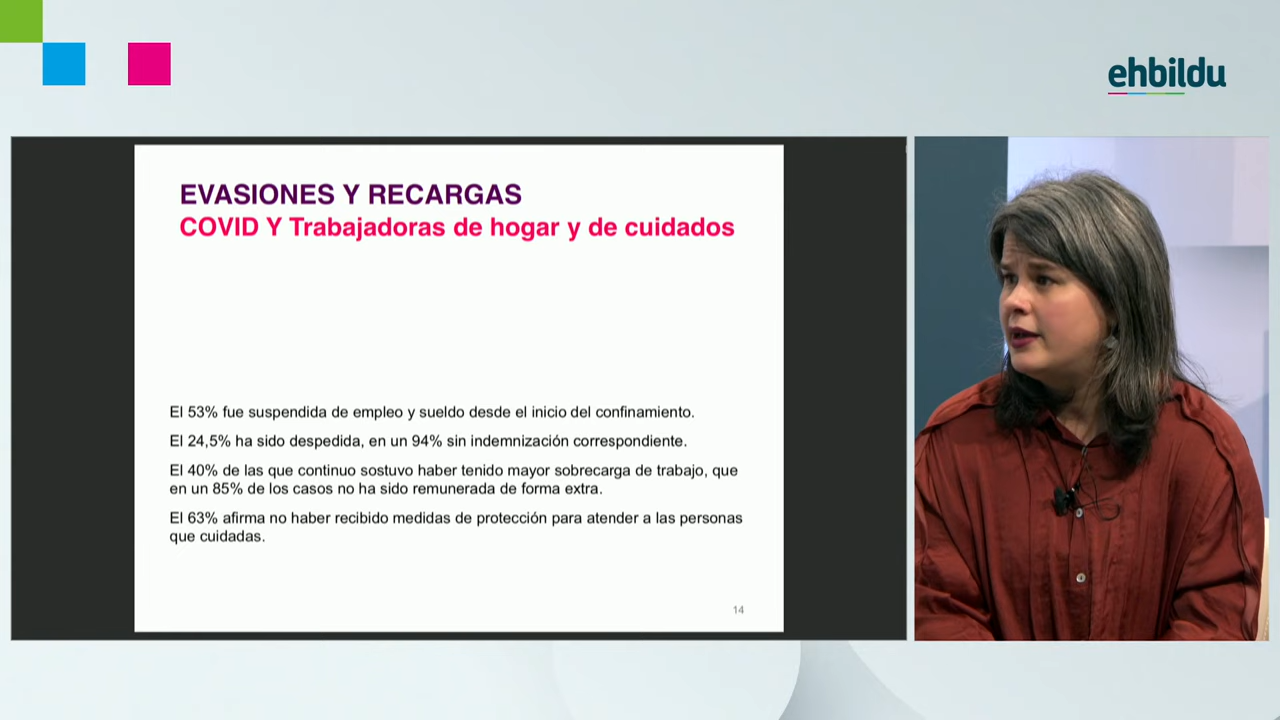 ehbildu
EVASIONES Y RECARGAS
COVID Y Trabajadoras de hogar y de cuidados
El 53% fue suspendida de empleo y sueldo desde el inicio del confinamiento.
El 24,5% ha sido despedida, en un 94% sin indemnización correspondiente.
El 40% de las que continuo sostuvo haber tenido mayor sobrecarga de trabajo, que
en un 85% de los casos no ha sido remunerada de forma extra.
El 63% afirma no haber recibido medidas de protección para atender a las personas
que cuidadas.
14